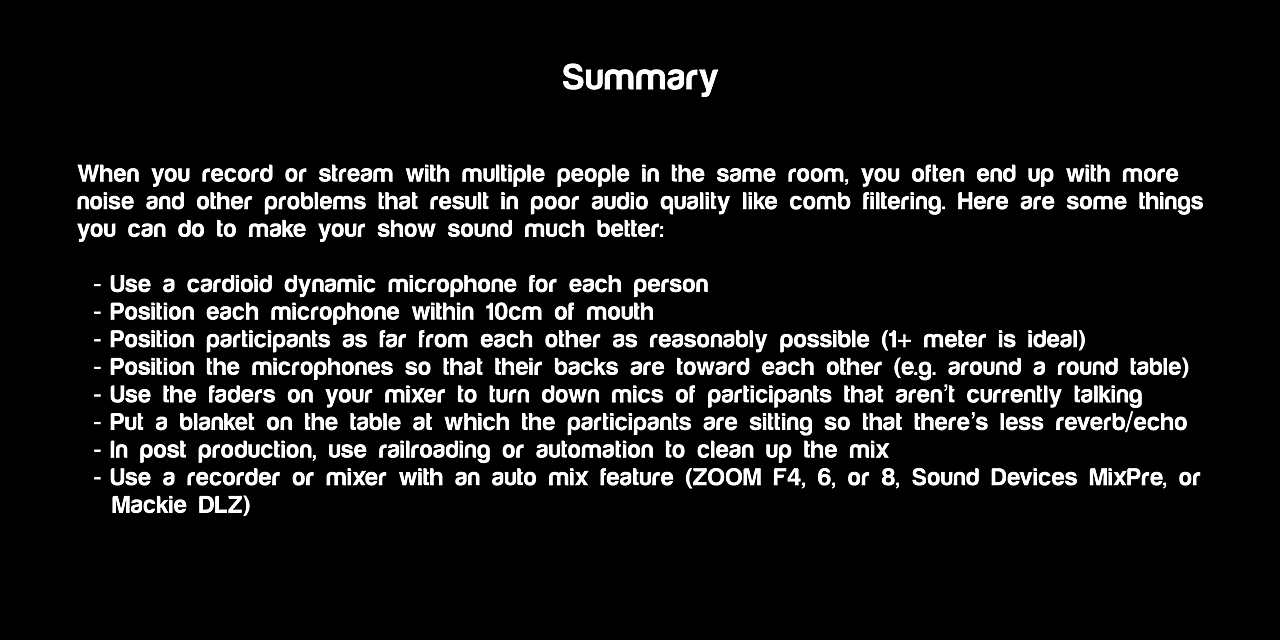 Summary
When you record or stream with multiple people in the same room, you often end up with more
noise and other problems that result in poor audio quality like comb filtering. Here are some things
you can do to make your show sound much better:
- Use a cardioid dynamic microphone for each person
- Position each microphone within 10cm of mouth
- Position participants as far from each other as reasonably possible (1+ meter is ideal)
- Position the microphones so that their backs are toward each other (e.g. around a round table)
- Use the faders on your mixer to turn down mics of participants that aren't currently talking
- Put a blanket on the table at which the participants are sitting so that there's less reverb/echo
- In post production, use railroading or automation to clean up the mix
- Use a recorder or mixer with an auto mix feature (ZOOM F4, 6, or 8, Sound Devices MixPre, or
Mackie DLZ)